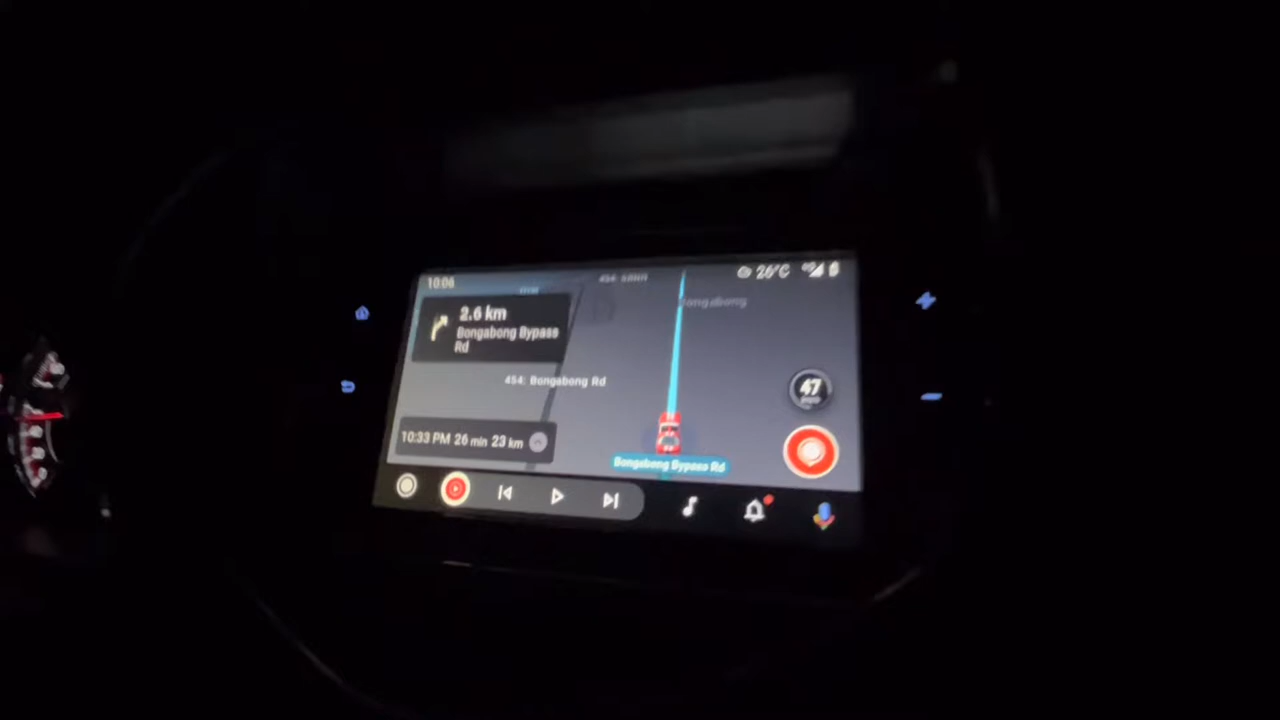 10:06
26°C
2.6 km
Bongabong Bypass
Rd
Bongabong
454: Bongabong Rd
47
10:33 PM 26 min 23 km
Bongabong Bypass Rd